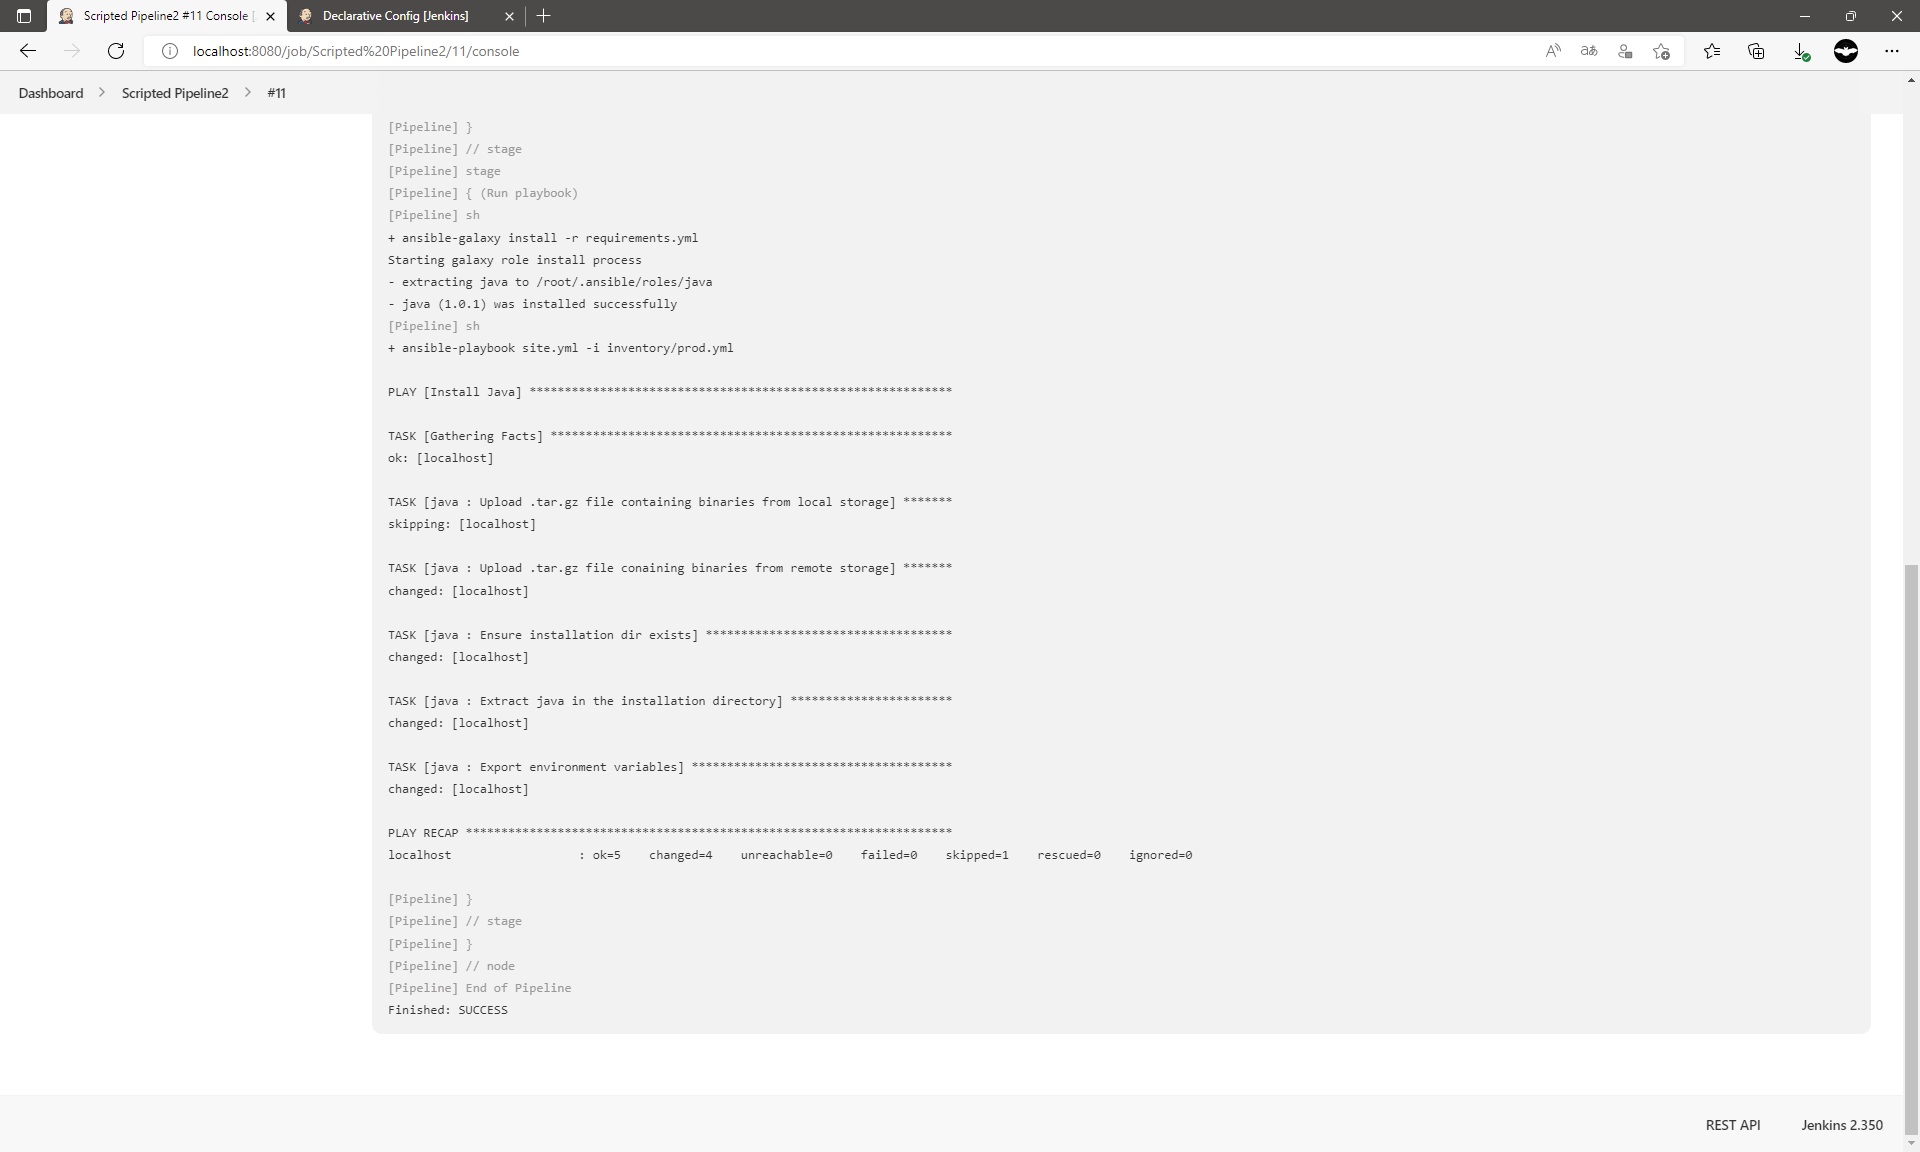 Scripted Pipeline2 #11 Console [
Declarative Config [Jenkins]
localhost:8080/job/Scripted%20Pipeline2/11/console
Dashboard > Scripted Pipeline2 > #11
[Pipeline] }
[Pipeline] // stage
[Pipeline] stage
[Pipeline] { (Run playbook)
[Pipeline] sh
+ ansible-galaxy install -r requirements.yml
Starting galaxy role install process
- extracting java to /root/.ansible/roles/java
- java (1.0.1) was installed successfully
[Pipeline] sh
+ ansible-playbook site.yml -i inventory/prod.yml
PLAY [Install Java] ************************************************************
TASK [Gathering Facts] *********************************************************
ok: [localhost]
TASK [java : Upload .tar.gz file containing binaries from local storage] *******
skipping: [localhost]
TASK [java : Upload .tar.gz file conaining binaries from remote storage] *******
changed: [localhost]
TASK [java : Ensure installation dir exists] ***********************************
changed: [localhost]
TASK [java : Extract java in the installation directory] ***********************
changed: [localhost]
TASK [java : Export environment variables] *************************************
changed: [localhost]
PLAY RECAP *********************************************************************
localhost                  : ok=5    changed=4    unreachable=0    failed=0    skipped=1    rescued=0    ignored=0
[Pipeline] }
[Pipeline] // stage
[Pipeline] }
[Pipeline] // node
[Pipeline] End of Pipeline
Finished: SUCCESS
REST API
Jenkins 2.350